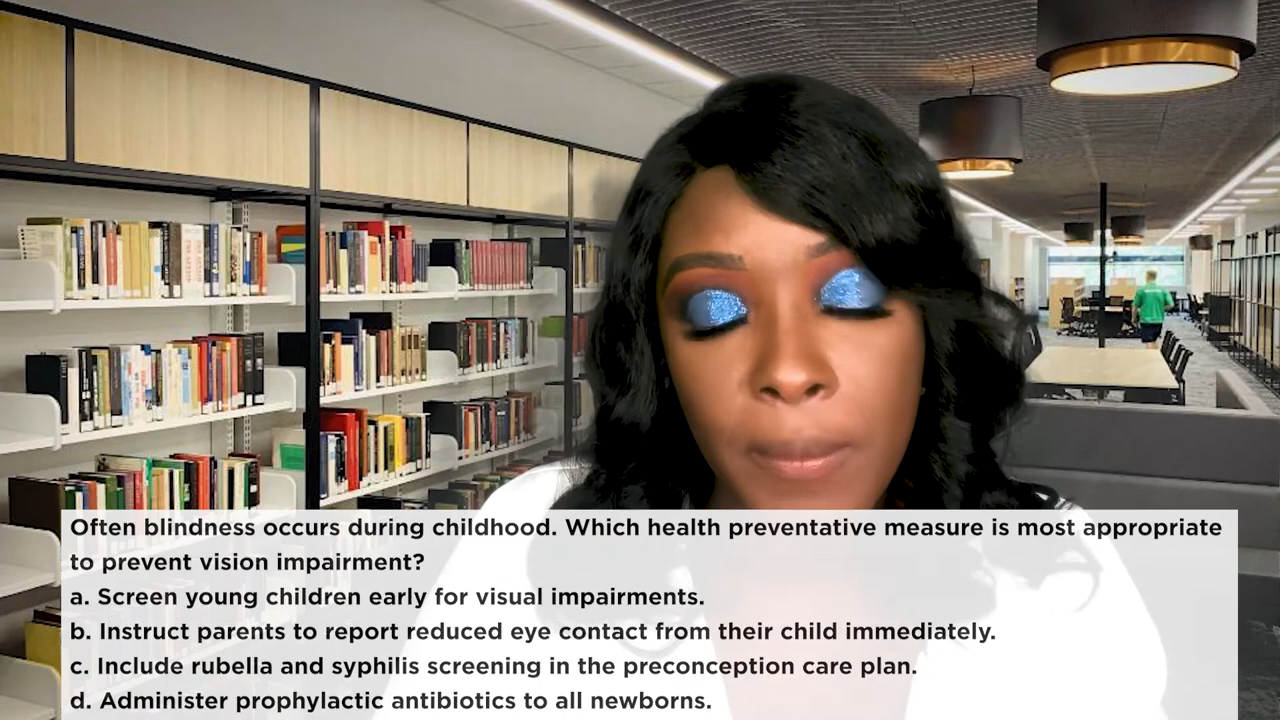 Often blindness occurs during childhood. Which health preventative measure is most appropriate
to prevent vision impairment?
a. Screen young children early for visual impairments.
b. Instruct parents to report reduced eye contact from their child immediately.
c. Include rubella and syphilis screening in the preconception care plan.
d. Administer prophylactic antibiotics to all newborns.